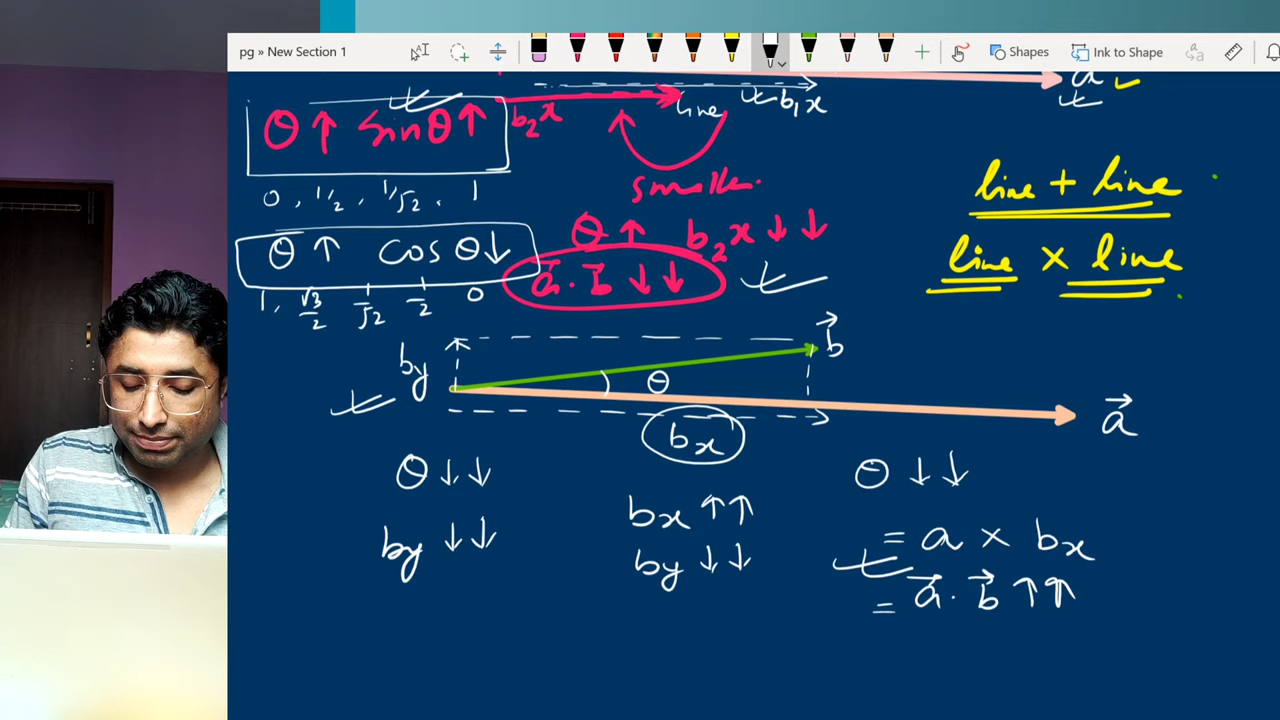 pg » New Section 1
Shapes
Ink to Shape
a
b₂x
line
b₁x
θ ↑ sinθ ↑
0, 1/2, 1/√2, 1
smaller.
line + line
θ ↑ cos θ ↓
1, √3/2 1/√2 1/2 0
θ ↑ b₂x ↓ ↓
a⃗ · b⃗ ↓ ↓
line × line
by
θ
b⃗
a⃗
bx
θ ↓ ↓
by ↓ ↓
bx ↑ ↑
by ↓ ↓
θ ↓ ↓
= a × bx
= a⃗ · b⃗ ↑ ↑